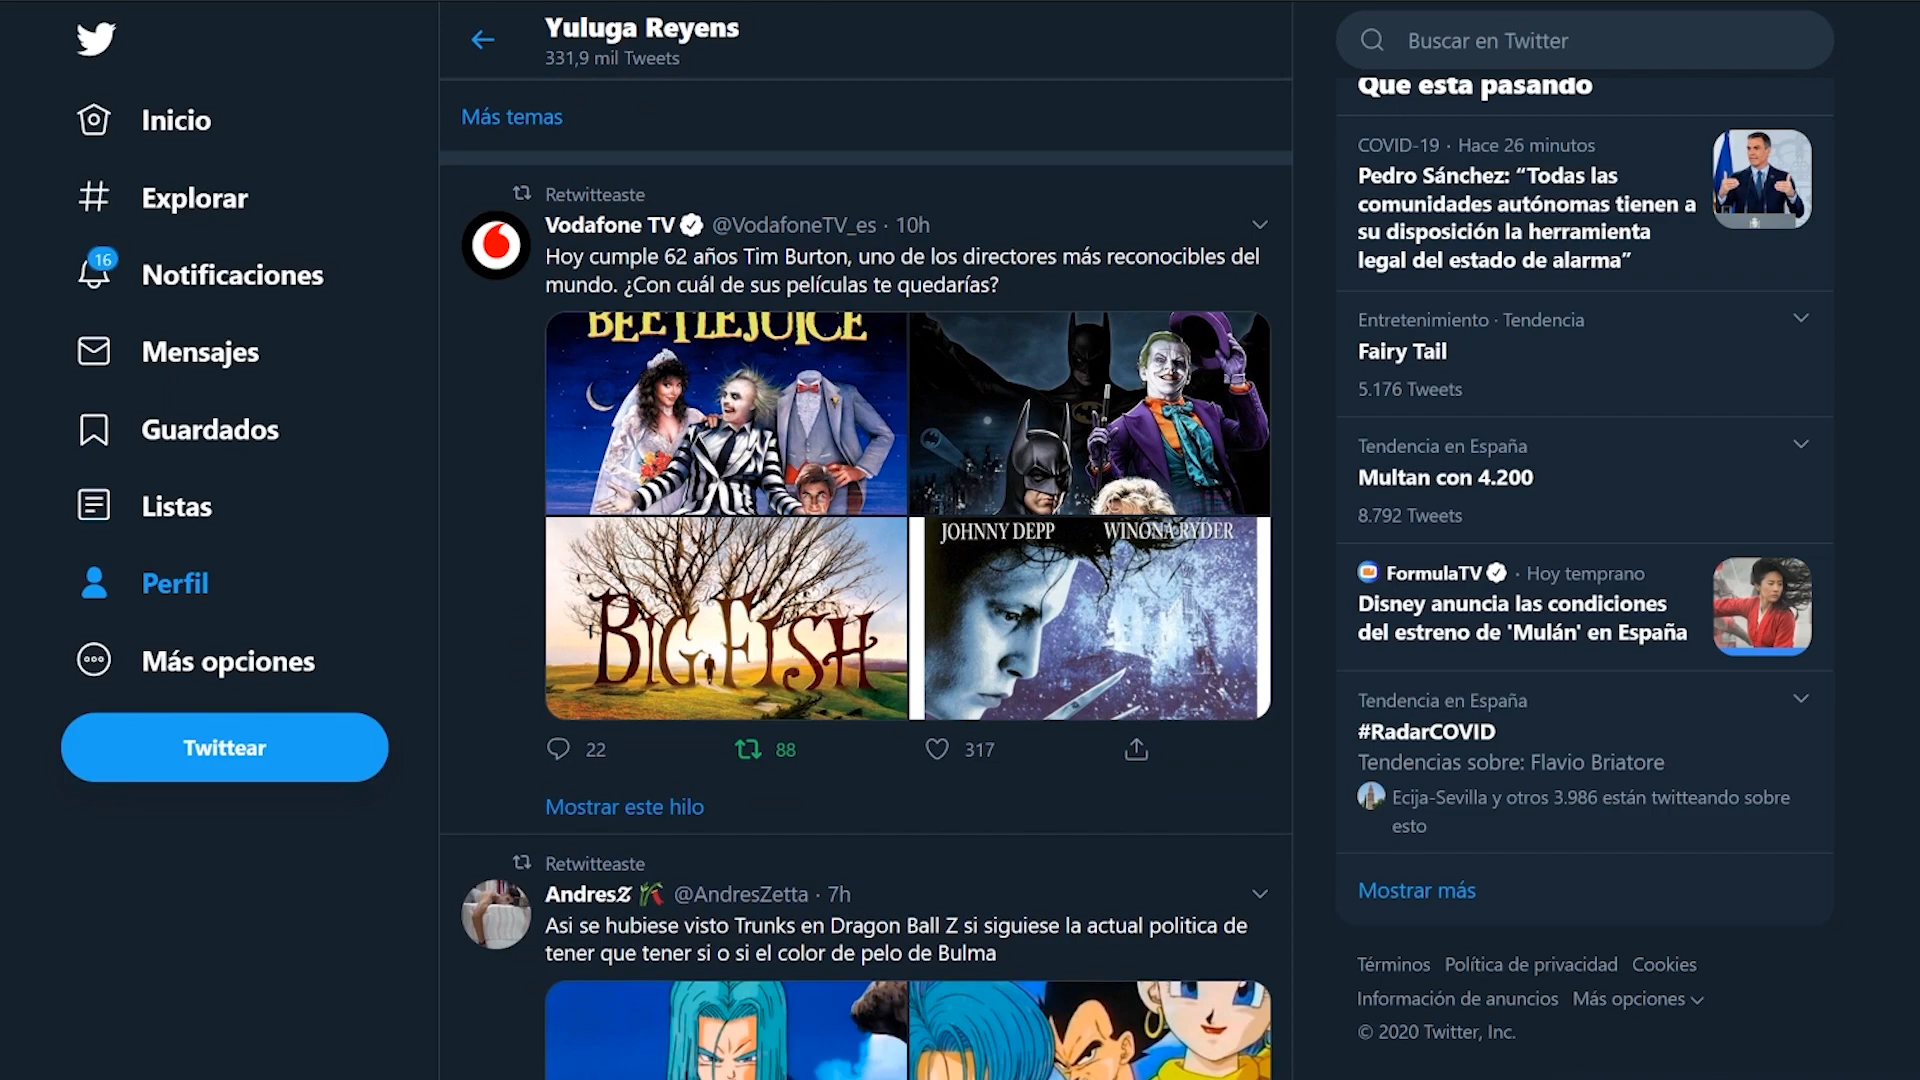 Inicio
Explorar
16
Notificaciones
Mensajes
Guardados
Listas
Perfil
Más opciones
Twittear
Yuluga Reyens
331,9 mil Tweets
Más temas
Retwitteaste
Vodafone TV @VodafoneTV_es · 10h
Hoy cumple 62 años Tim Burton, uno de los directores más reconocibles del
mundo. ¿Con cuál de sus películas te quedarías?
BEETLEJUICE
BIG FISH
JOHNNY DEPP WINONA RYDER
22 88 317
Mostrar este hilo
Retwitteaste
AndresZ @AndresZetta · 7h
Asi se hubiese visto Trunks en Dragon Ball Z si siguiese la actual politica de
tener que tener si o si el color de pelo de Bulma
Buscar en Twitter
Qué está pasando
COVID-19 · Hace 26 minutos
Pedro Sánchez: “Todas las
comunidades autónomas tienen a
su disposición la herramienta
legal del estado de alarma”
Entretenimiento · Tendencia
Fairy Tail
5.176 Tweets
Tendencia en España
Multan con 4.200
8.792 Tweets
FormulaTV · Hoy temprano
Disney anuncia las condiciones
del estreno de 'Mulán' en España
Tendencia en España
#RadarCOVID
Tendencias sobre: Flavio Briatore
Ecija-Sevilla y otros 3.986 están twitteando sobre
esto
Mostrar más
Términos Política de privacidad Cookies
Información de anuncios Más opciones
© 2020 Twitter, Inc.